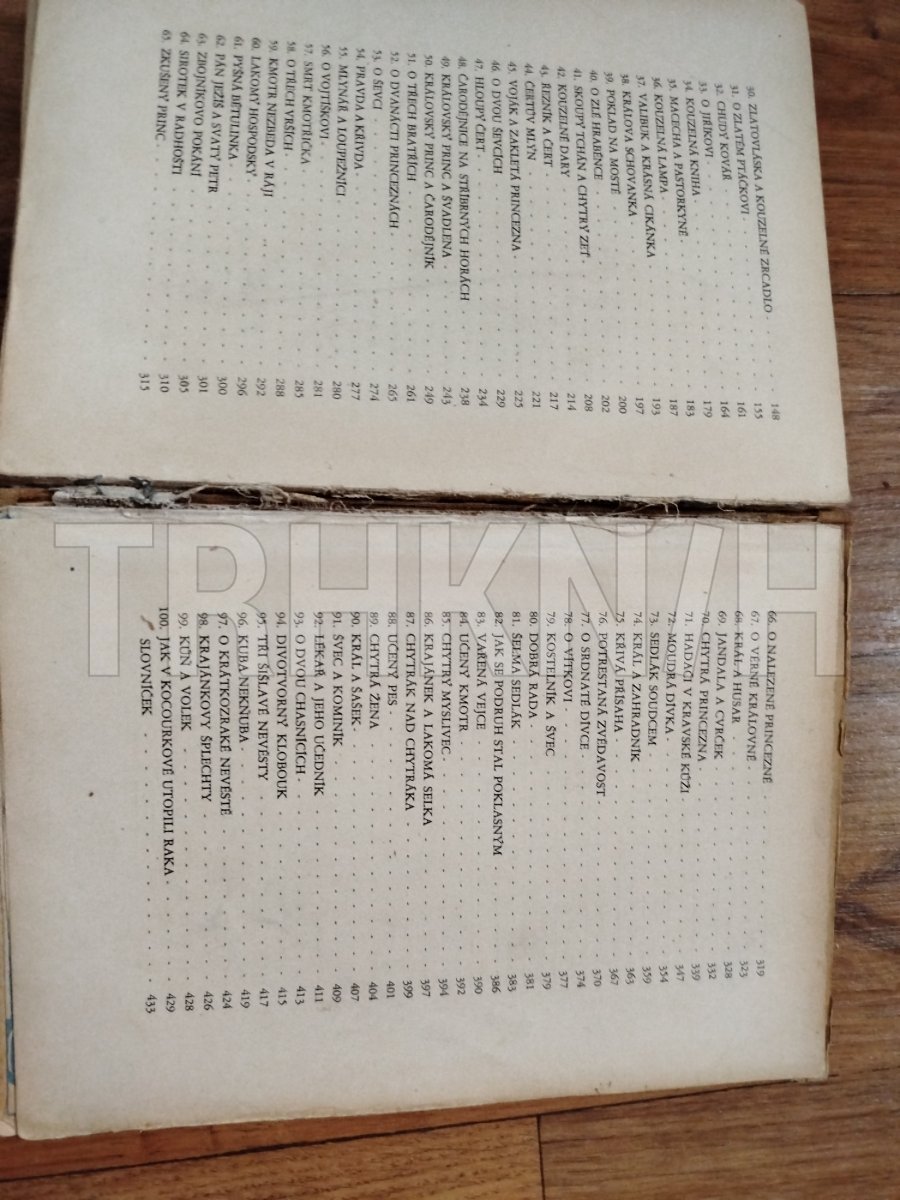 30. ZLATOVLÁSKA A KOUZELNÉ ZRCADLO . . . 148
31. O ZLATÉM PTÁČKOVI . . . 155
32. CHUDÝ KOVÁŘ . . . 161
33. O JIŘÍKOVI . . . 164
34. KOUZELNÁ KNIHA . . . 179
35. MACECHA A PASTORKYNĚ . . . 183
36. KOUZELNÁ LAMPA . . . 187
37. VALIBUK A KRÁSNÁ CIKÁNKA . . . 193
38. KRÁLOVA SCHOVANKA . . . 197
39. POKLAD NA MOSTĚ . . . 200
40. O ZLÉ HRABĚNCE . . . 202
41. SKOUPÝ TCHÁN A CHYTRÝ ZEŤ . . . 208
42. KOUZELNÉ DARY . . . 214
43. ŘEZNÍK A ČERT . . . 217
44. ČERTŮV MLÝN . . . 221
45. VOJÁK A ZAKLETÁ PRINCEZNA . . . 225
46. O DVOU ŠEVCÍCH . . . 229
47. HLOUPÝ ČERT . . . 234
48. ČARODĚJNICE NA STŘÍBRNÝCH HORÁCH . . . 238
49. KRÁLOVSKÝ PRINC A ŠVADLENA . . . 243
50. KRÁLOVSKÝ PRINC A ČARODĚJNÍK . . . 249
51. O TŘECH BRATŘÍCH . . . 261
52. O DVANÁCTI PRINCEZNÁCH . . . 265
53. O ŠEVCI . . . 274
54. PRAVDA A KŘIVDA . . . 277
55. MLYNÁŘ A LOUPEŽNÍCI . . . 280
56. O VOJTÍŠKOVI . . . 281
57. SMRT KMOTŘIČKA . . . 285
58. O TŘECH VRŠÍCH . . . 288
59. KMOTR NEZBEDA V RÁJI
60. LAKOMÝ HOSPODSKÝ . . . 292
61. PYŠNÁ BĚTULINKA . . . 296
62. PÁN JEZÍŠ A SVATÝ PETR . . . 300
63. ZBOJNÍKOVO POKÁNÍ . . . 301
64. SIROTEK V RADHOŠTI . . . 305
65. ZKUŠENÝ PRINC . . . 310
315
66. O NALEZENÉ PRINCEZNĚ . . . 319
67. O VĚRNÉ KRÁLOVNĚ . . . 323
68. KRÁL A HUSAR . . . 328
69. JANDALA A CVRČEK . . . 332
70. CHYTRÁ PRINCEZNA . . . 339
71. HADAČI V KRAVSKÉ KŮŽI . . . 347
72. MOUDRÁ DÍVKA . . . 354
73. SEDLÁK SOUDCEM . . . 359
74. KRÁL A ZAHRADNÍK . . . 363
75. KŘIVÁ PŘÍSAHA . . . 367
76. POTRESTANÁ ZVĚDAVOST . . . 370
77. O SRDNATÉ DÍVCE . . . 374
78. O VÍTKOVI . . . 377
79. KOSTELNÍK A ŠVEC . . . 379
80. DOBRÁ RADA . . . 381
81. ŠELMA SEDLÁK . . . 383
82. JAK SE PODRUH STAL POKLASNÝM . . . 386
83. VAŘENÁ VEJCE . . . 390
84. UČENÝ KMOTR . . . 392
85. CHYTRÝ MYSLIVEC . . . 394
86. KRAJÁNEK A LAKOMÁ SELKA . . . 397
87. CHYTRÁK NAD CHYTRÁKA . . . 399
88. UČENÝ PES . . . 401
89. CHYTRÁ ŽENA . . . 404
90. KRÁL A ŠAŠEK . . . 407
91. ŠVEC A KOMINÍK . . . 409
92. LÉKAŘ A JEHO UČEDNÍK . . . 411
93. O DVOU CHASNÍCÍCH . . . 413
94. DIVOTVORNÝ KLOBOUK . . . 415
95. TŘI ŠIŠLAVÉ NEVĚSTY . . . 417
96. KUBA NEKNUBA . . . 419
97. O KRÁTKOZRAKÉ NEVĚSTĚ . . . 424
98. KRAJÁNKOVY ŠPLECHTY . . . 426
99. KŮŇ A VOLEK . . . 428
100. JAK V KOCOURKOVĚ UTOPILI RAKA . . . 429
SLOVNÍČEK . . . 433
TRHKNIH